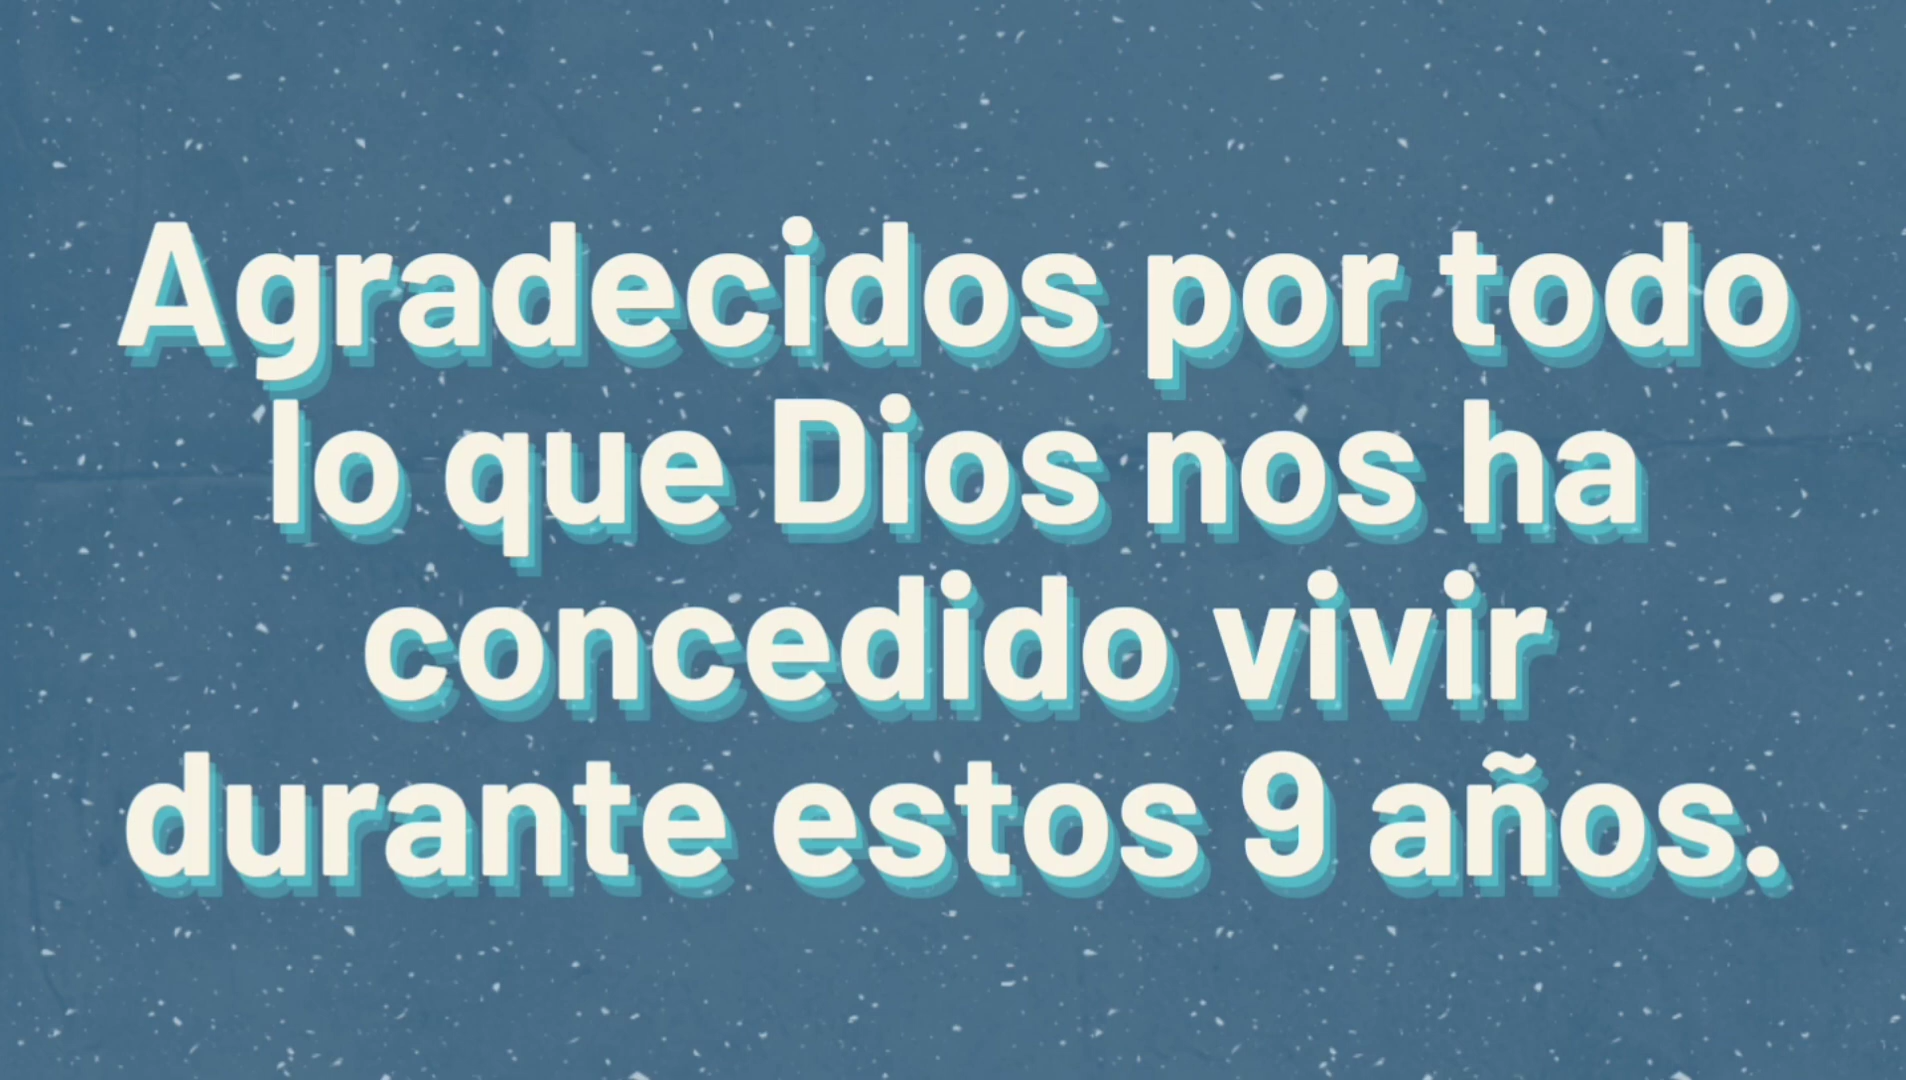 Agradecidos por todo
lo que Dios nos ha
concedido vivir
durante estos 9 años.